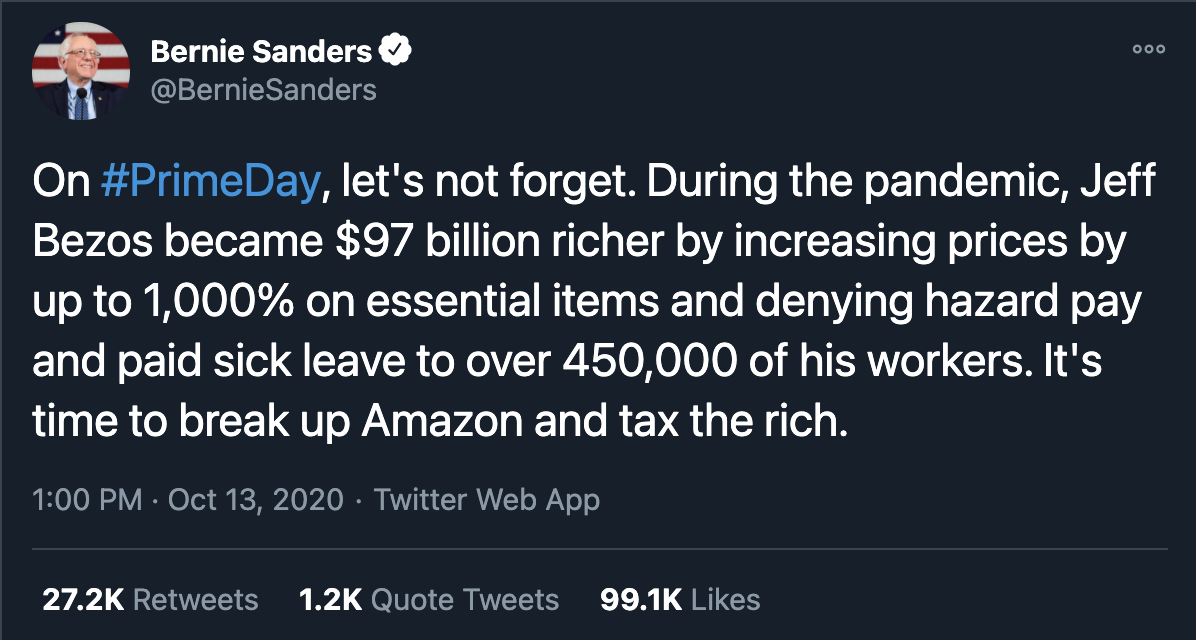 Bernie Sanders
@BernieSanders
On #PrimeDay, let's not forget. During the pandemic, Jeff
Bezos became $97 billion richer by increasing prices by
up to 1,000% on essential items and denying hazard pay
and paid sick leave to over 450,000 of his workers. It's
time to break up Amazon and tax the rich.
1:00 PM · Oct 13, 2020 · Twitter Web App
27.2K Retweets 1.2K Quote Tweets 99.1K Likes